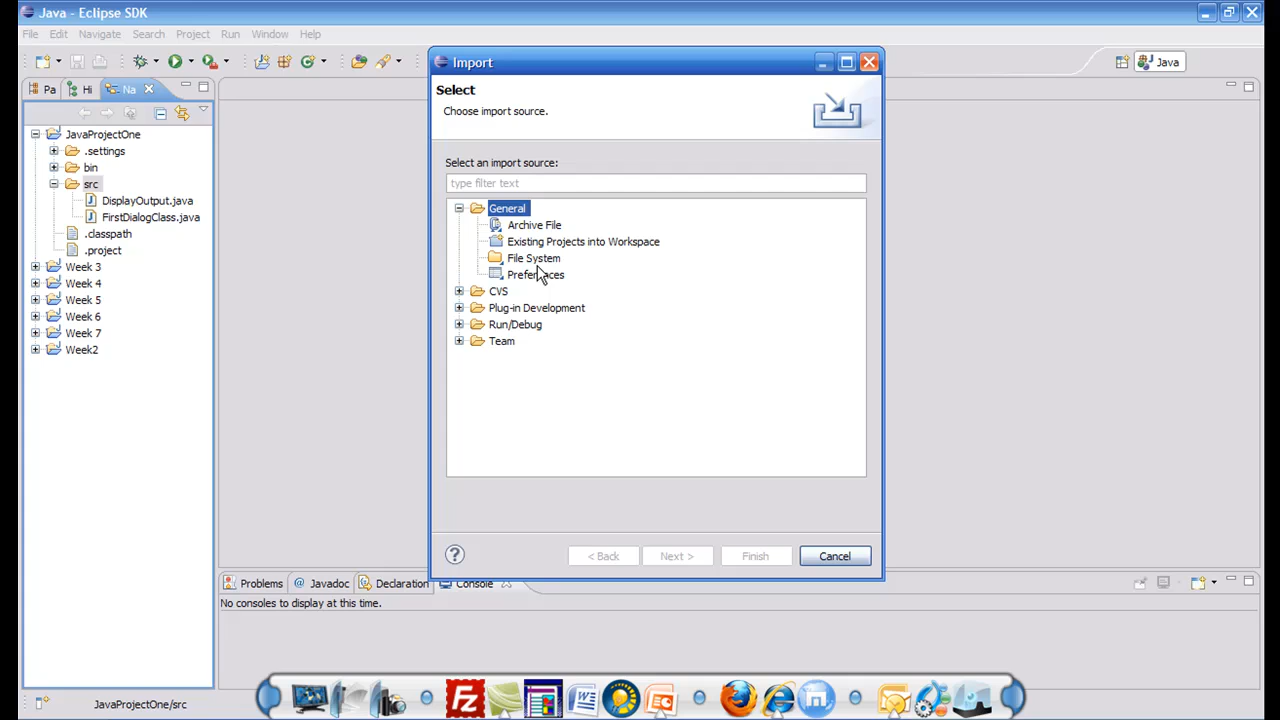 Java - Eclipse SDK
File Edit Navigate Search Project Run Window Help
Java
Pa Hi Na
JavaProjectOne
.settings
bin
src
DisplayOutput.java
FirstDialogClass.java
.classpath
.project
Week 3
Week 4
Week 5
Week 6
Week 7
Week2
Import
Select
Choose import source.
Select an import source:
type filter text
General
Archive File
Existing Projects into Workspace
File System
Preferences
CVS
Plug-in Development
Run/Debug
Team
< Back Next > Finish Cancel
Problems Javadoc Declaration Console
No consoles to display at this time.
JavaProjectOne/src